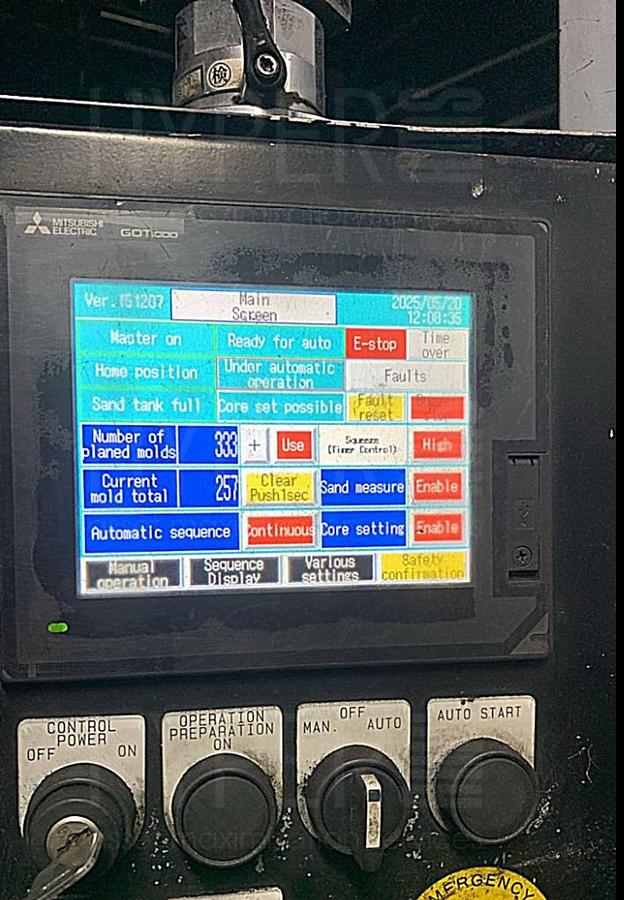 検
MITSUBISHI
ELECTRIC
GOT1000
Ver.151207
Main
Screen
2025/05/20
12:08:35
Master on
Ready for auto
E-stop
Time
over
Home position
Under automatic
operation
Faults
Sand tank full
Core set possible
Fault
reset
Number of
planed molds
333
+
Use
Squeeze
(Timer Control)
High
Current
mold total
257
Clear
Push1sec
Sand measure
Enable
Automatic sequence
Continuous
Core setting
Enable
Manual
operation
Sequence
Display
Various
settings
Safety
confirmation
CONTROL
POWER
OFF ON
OPERATION
PREPARATION
ON
OFF
MAN. AUTO
AUTO START
EMERGENCY